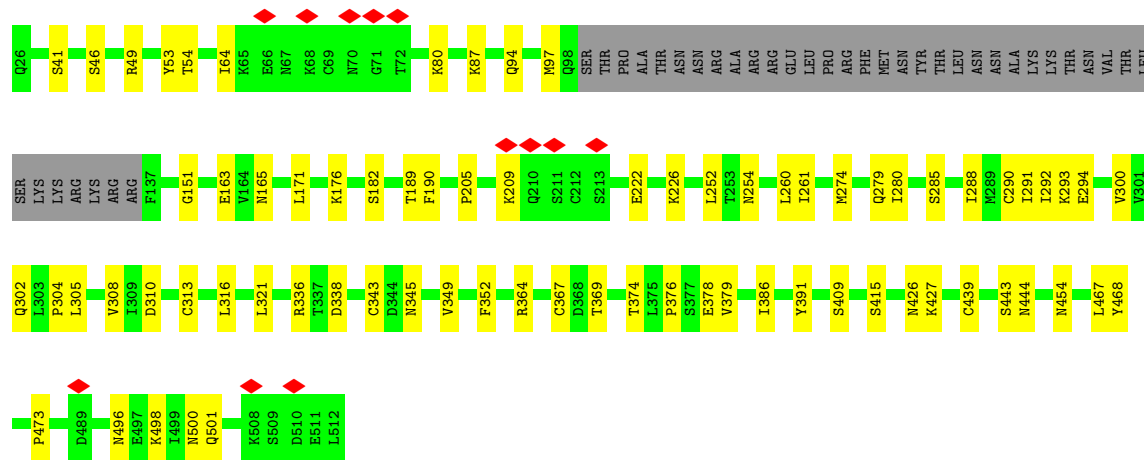 Q26 S41 S46 R49 Y53 T54 I64 K65 E66 N67 K68 C69 N70 G71 T72 K80 K87 Q94 M97 Q98 SER THR PRO ALA THR ASN ASN ARG ALA ARG ARG GLU LEU PRO ARG PHE MET ASN TYR THR LEU ASN ASN ALA LYS LYS THR ASN VAL THR LEU
SER LYS LYS ARG LYS ARG ARG F137 G151 E163 V164 N165 L171 K176 S182 T189 F190 P205 K209 Q210 S211 C212 S213 E222 K226 L252 T253 N254 L260 I261 M274 Q279 I280 S285 I288 M289 C290 I291 I292 K293 E294 V300 V301
Q302 L303 P304 L305 V308 I309 D310 C313 L316 L321 R336 T337 D338 C343 D344 N345 V349 F352 R364 C367 D368 T369 T374 L375 P376 S377 E378 V379 I386 Y391 S409 S415 N426 K427 C439 S443 N444 N454 L467 Y468
P473 D489 N496 E497 K498 I499 N500 Q501 K508 S509 D510 E511 L512